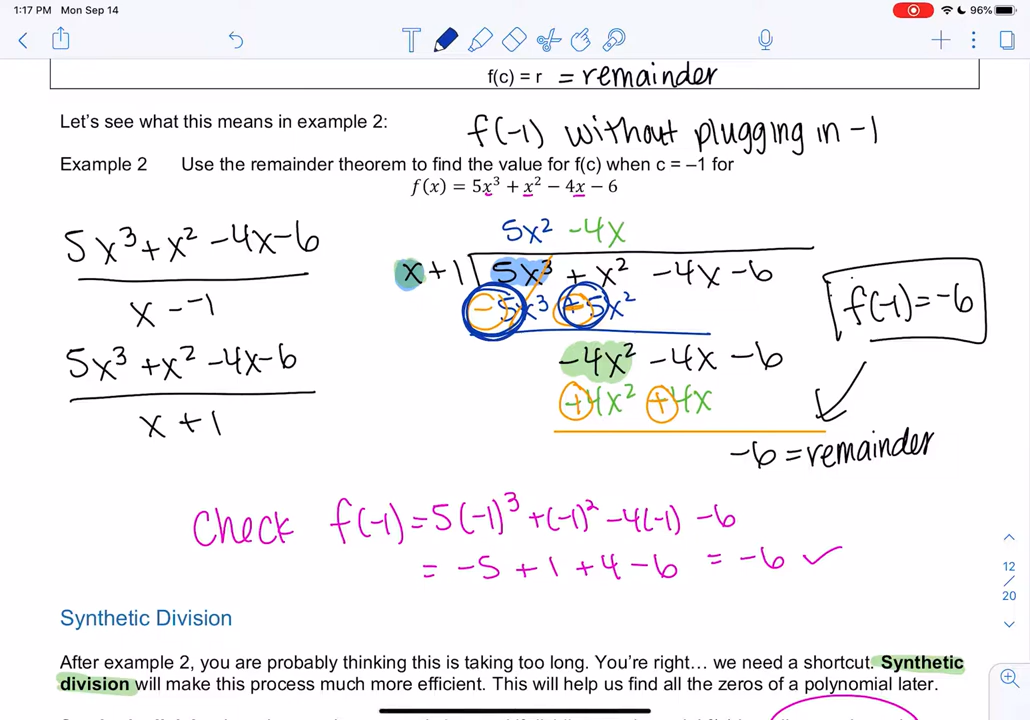 1:17 PM Mon Sep 14
96%
f(c) = r = remainder
Let's see what this means in example 2:
f(-1) without plugging in -1
Example 2 Use the remainder theorem to find the value for f(c) when c = –1 for
f(x) = 5x³ + x² − 4x − 6
5x³ + x² - 4x - 6
x - -1
5x³ + x² - 4x - 6
x + 1
5x² - 4x
x + 1 5x³ + x² - 4x - 6
- 5x³ + 5x²
-
-4x² - 4x - 6
+ 4x² + 4x
-6 = remainder
f(-1) = -6
Check f(-1) = 5(-1)³ + (-1)² - 4(-1) - 6
= -5 + 1 + 4 - 6 = -6 ✓
Synthetic Division
After example 2, you are probably thinking this is taking too long. You're right… we need a shortcut. Synthetic
division will make this process much more efficient. This will help us find all the zeros of a polynomial later.
12
/
20